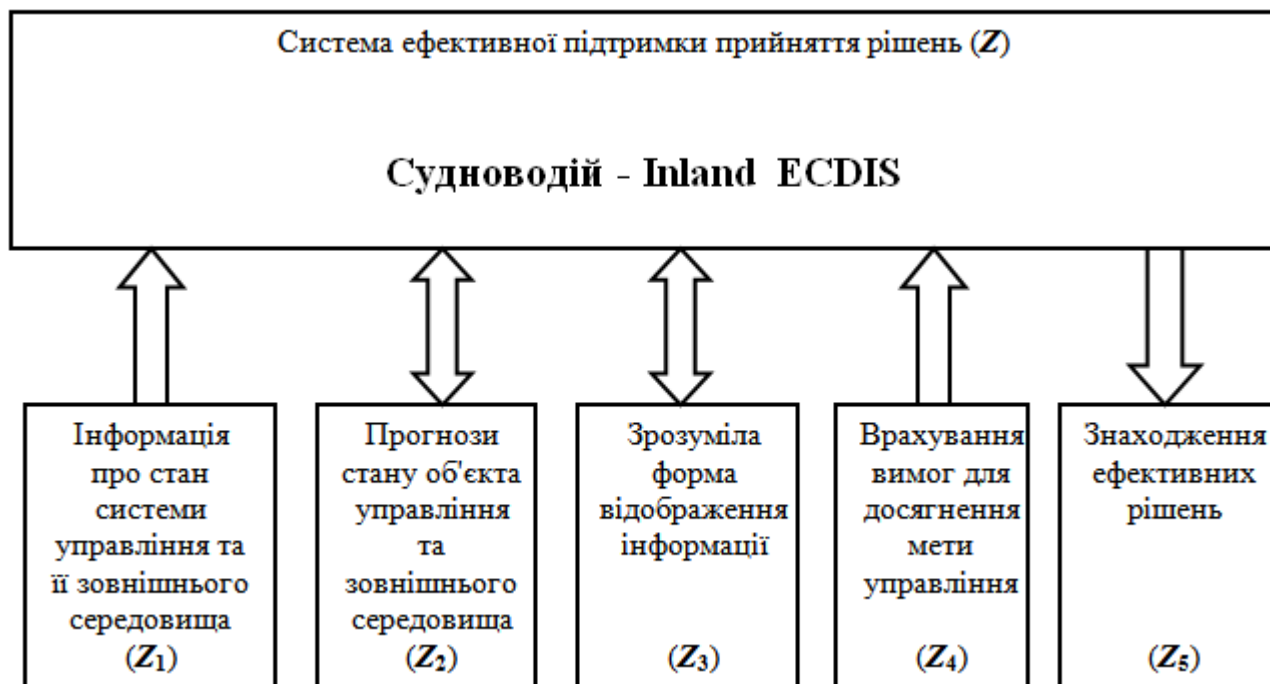 Система ефективної підтримки прийняття рішень (Z)
Судноводій - Inland ECDIS
Інформація
про стан
системи
управління та
її зовнішнього
середовища
(Z1)
Прогнози
стану об'єкта
управління
та
зовнішнього
середовища
(Z2)
Зрозуміла
форма
відображення
інформації
(Z3)
Врахування
вимог для
досягнення
мети
управління
(Z4)
Знаходження
ефективних
рішень
(Z5)